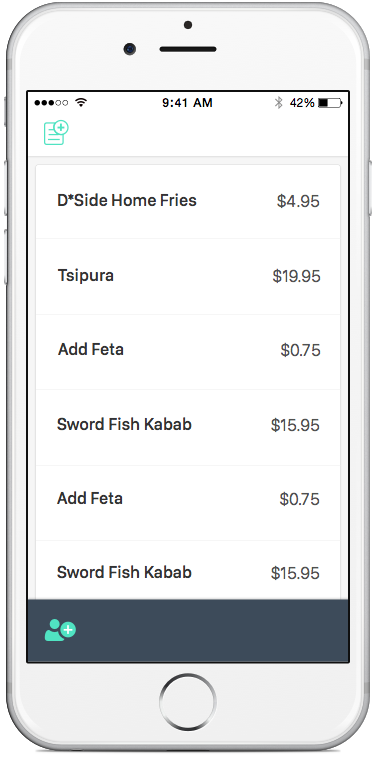 9:41 AM 42%
D*Side Home Fries $4.95
Tsipura $19.95
Add Feta $0.75
Sword Fish Kabab $15.95
Add Feta $0.75
Sword Fish Kabab $15.95